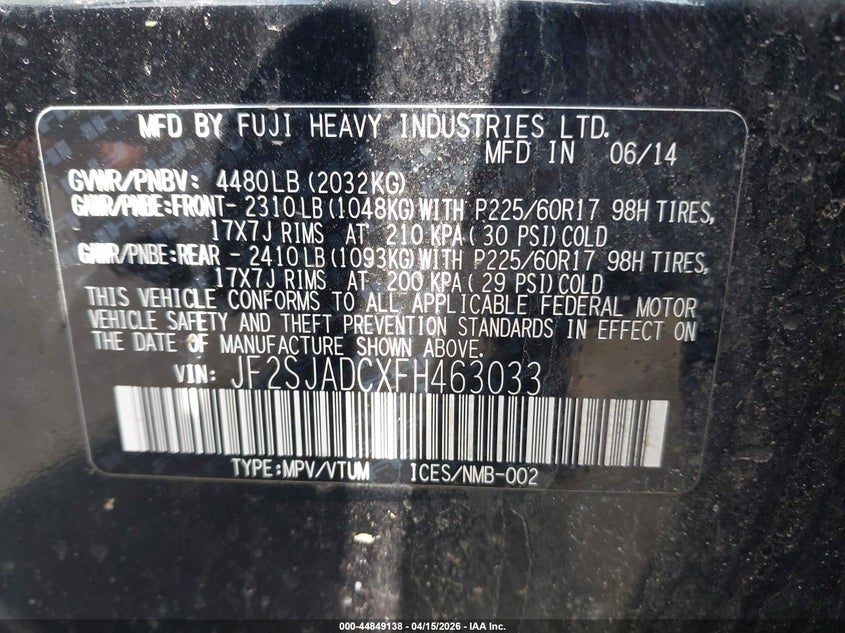 MFD BY FUJI HEAVY INDUSTRIES LTD.
MFD IN 06/14
GVWR/PNBV: 4480LB (2032KG)
GAWR/PNBE:FRONT- 2310LB(1048KG)WITH P225/60R17 98H TIRES,
17X7J RIMS AT 210 KPA(30 PSI)COLD
GAWR/PNBE:REAR - 2410LB(1093KG)WITH P225/60R17 98H TIRES,
17X7J RIMS AT 200 KPA(29 PSI)COLD
THIS VEHICLE CONFORMS TO ALL APPLICABLE FEDERAL MOTOR
VEHICLE SAFETY AND THEFT PREVENTION STANDARDS IN EFFECT ON
THE DATE OF MANUFACTURE SHOWN ABOVE.
VIN: JF2SJADCXFH463033
TYPE:MPV/VTUM ICES/NMB-002
000-44849138 - 04/15/2026 - IAA Inc.